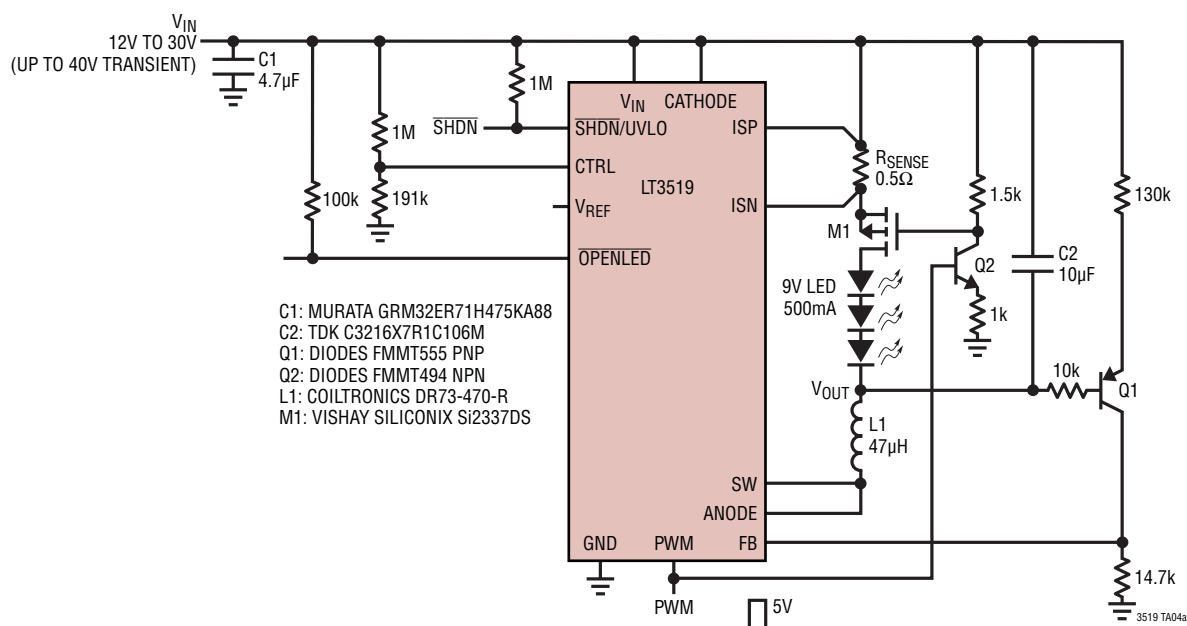 VIN
12V TO 30V
(UP TO 40V TRANSIENT)
C1
4.7µF
1M
SHDN
1M
100k
191k
VIN
CATHODE
SHDN/UVLO
CTRL
VREF
OPENLED
LT3519
ISP
ISN
SW
ANODE
FB
GND
PWM
RSENSE
0.5Ω
M1
9V LED
500mA
1.5k
Q2
1k
C2
10µF
130k
10k
Q1
VOUT
L1
47µH
14.7k
PWM
5V
C1: MURATA GRM32ER71H475KA88
C2: TDK C3216X7R1C106M
Q1: DIODES FMMT555 PNP
Q2: DIODES FMMT494 NPN
L1: COILTRONICS DR73-470-R
M1: VISHAY SILICONIX Si2337DS
3519 TA04a